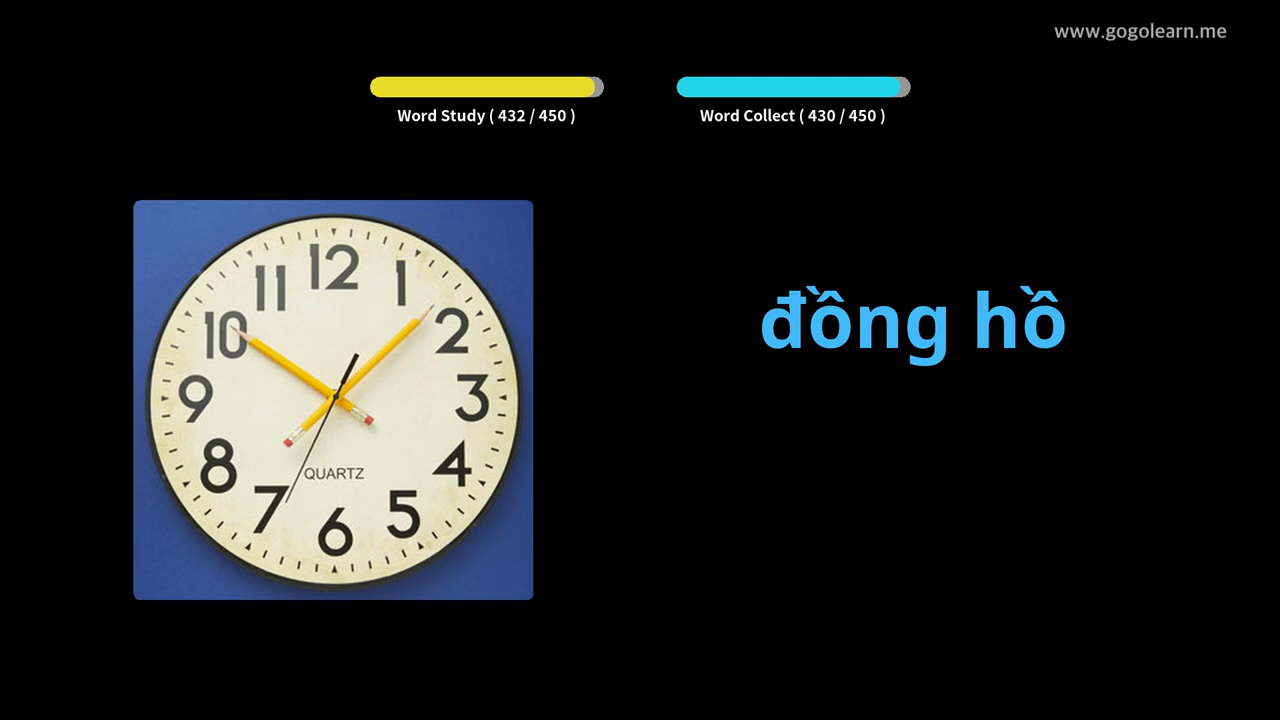 www.gogolearn.me
Word Study ( 432 / 450 )
Word Collect ( 430 / 450 )
12
11
1
10
2
9
3
8
4
QUARTZ
7
5
6
đồng hồ